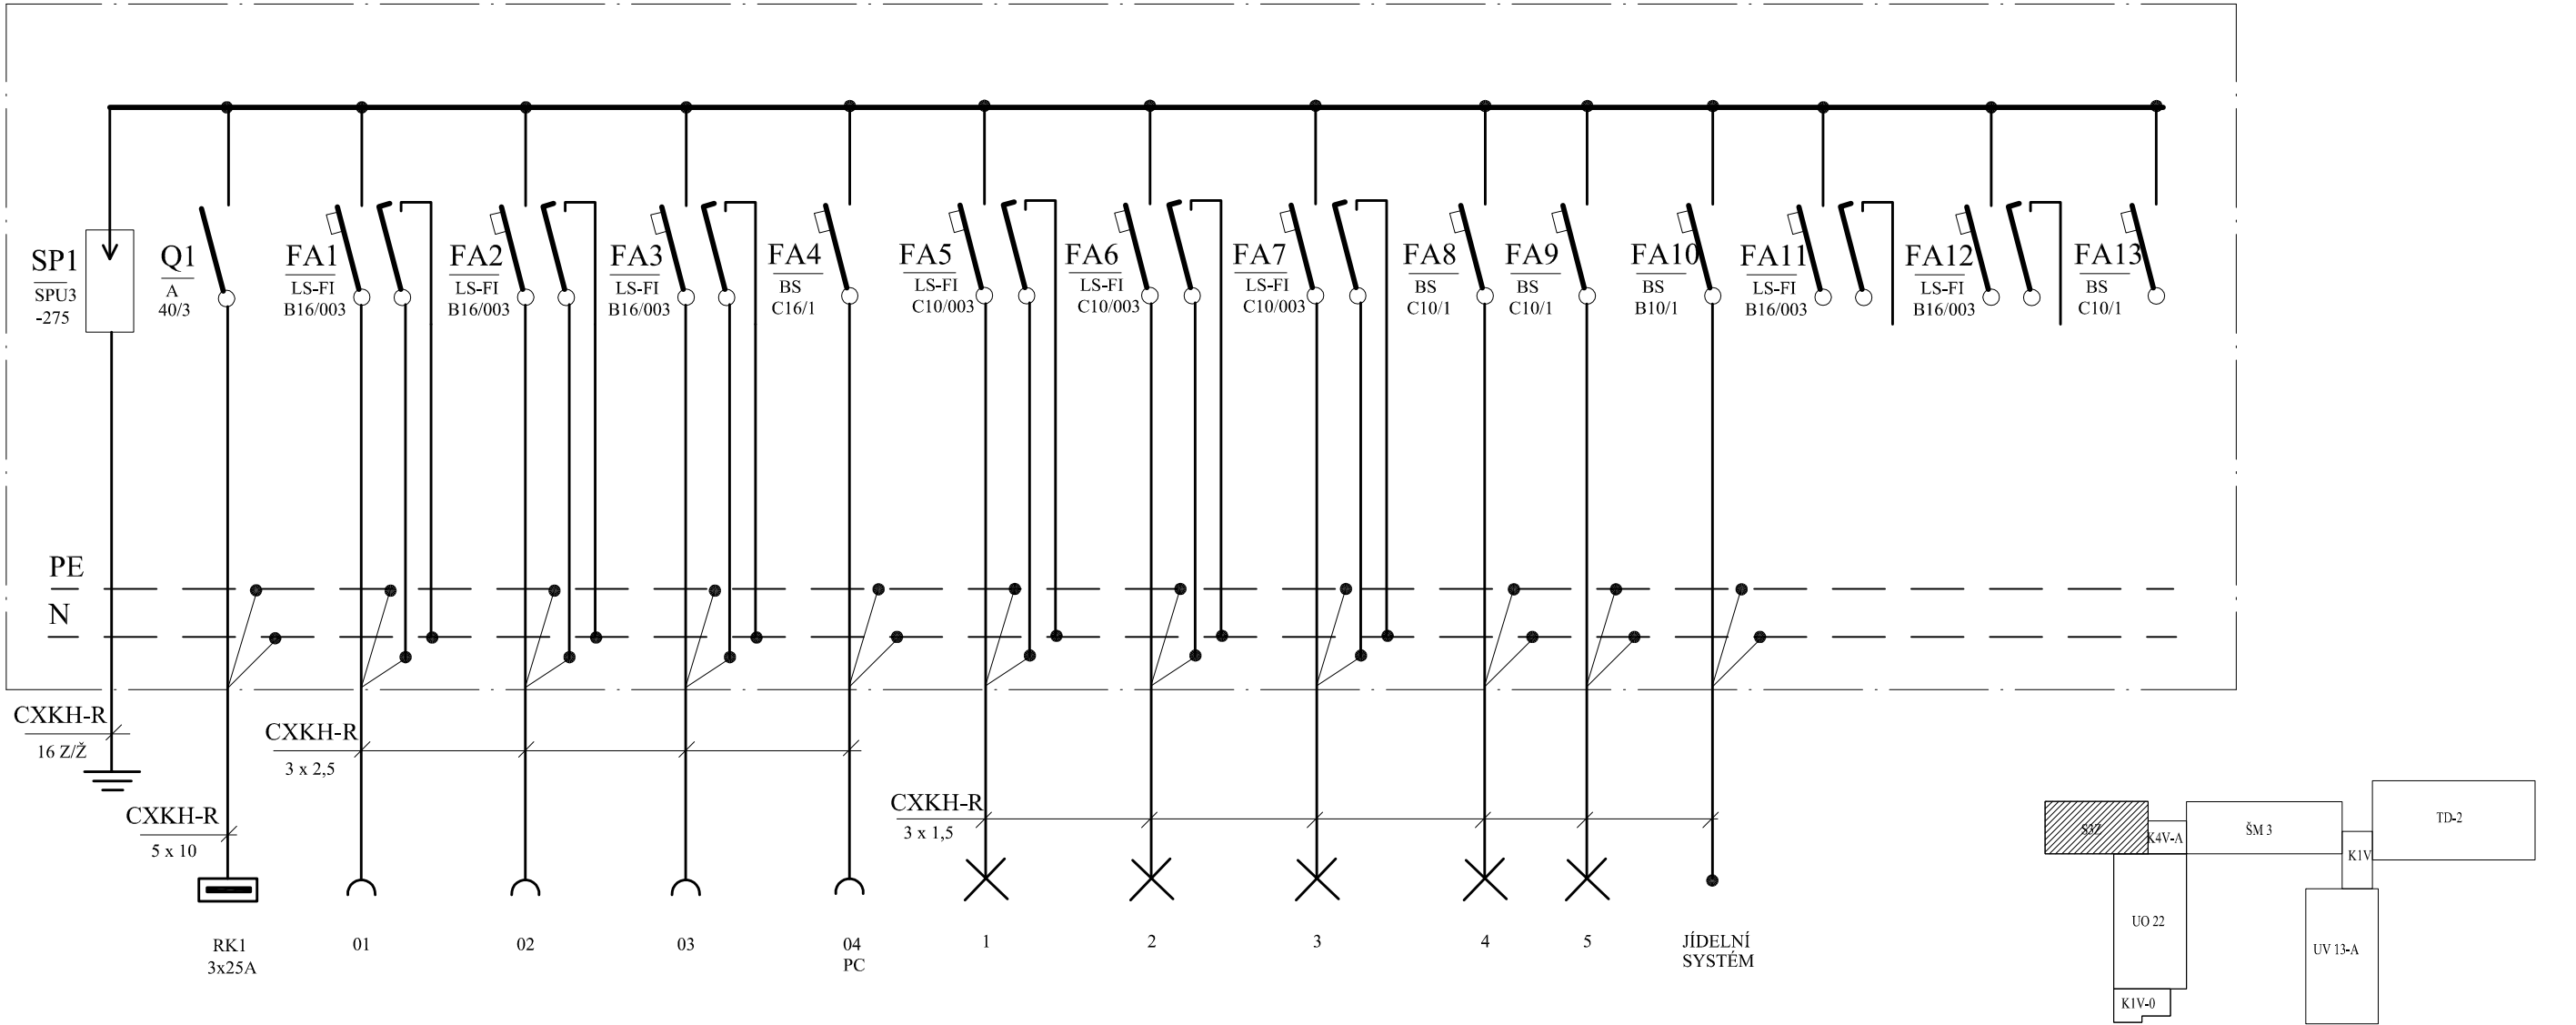 SP1
SPU3
-275
Q1
A
40/3
FA1
LS-FI
B16/003
FA2
LS-FI
B16/003
FA3
LS-FI
B16/003
FA4
BS
C16/1
FA5
LS-FI
C10/003
FA6
LS-FI
C10/003
FA7
LS-FI
C10/003
FA8
BS
C10/1
FA9
BS
C10/1
FA10
BS
B10/1
FA11
LS-FI
B16/003
FA12
LS-FI
B16/003
FA13
BS
C10/1
PE
N
CXKH-R
16 Z/Ž
CXKH-R
3 x 2,5
CXKH-R
5 x 10
CXKH-R
3 x 1,5
RK1
3x25A
01
02
03
04
PC
1
2
3
4
5
JÍDELNÍ
SYSTÉM
K4V-A
ŠM 3
K1V
TD-2
UO 22
UV 13-A
K1V-0